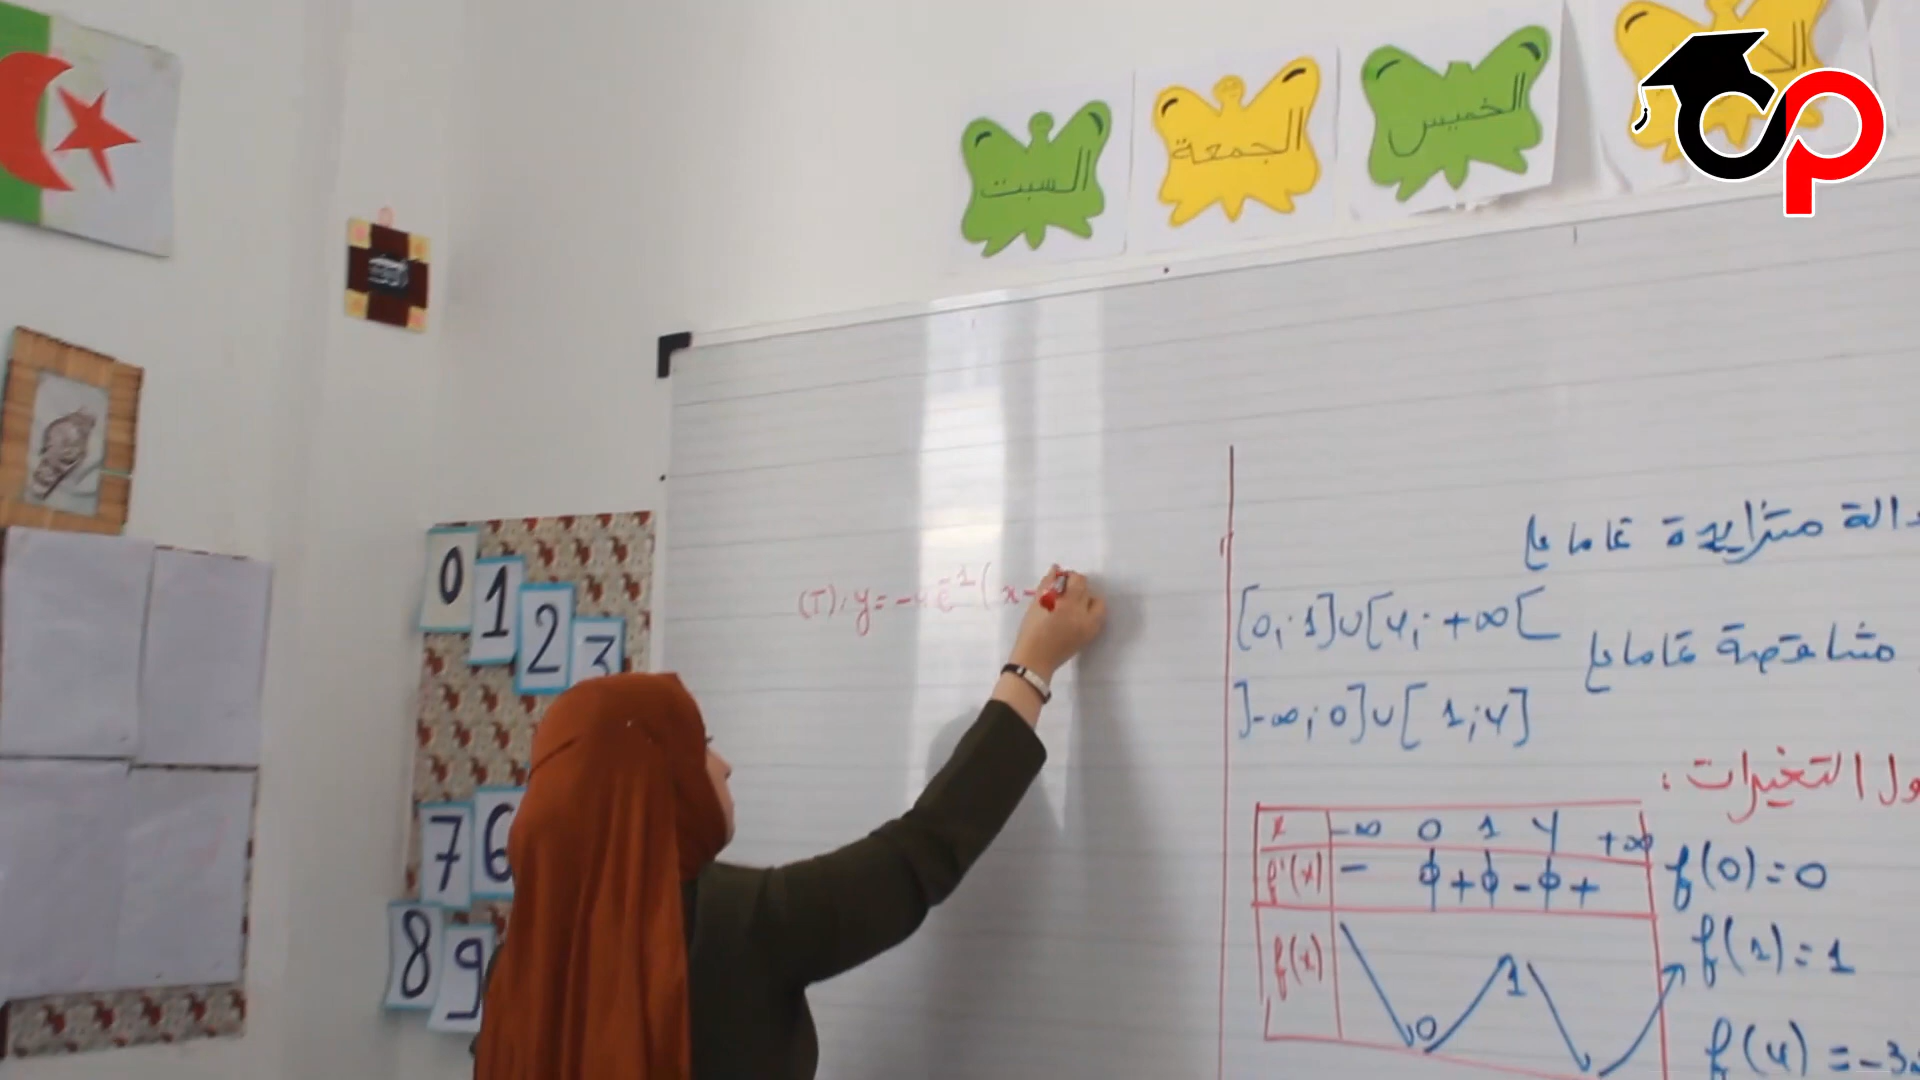 السبت
الجمعة
الخميس
0
1
2
3
7
6
8
9
(T): y = -4e⁻¹(x-
متزايدة تماما على
[0; 1]∪[4; +∞[
متناقصة تماما على
]-∞; 0]∪[1; 4]
التغيرات :
x -∞ 0 1 4 +∞
f'(x) - 0 + 0 - 0 +
f(x) 0 1
f(0) = 0
f(1) = 1
f(4) = -3